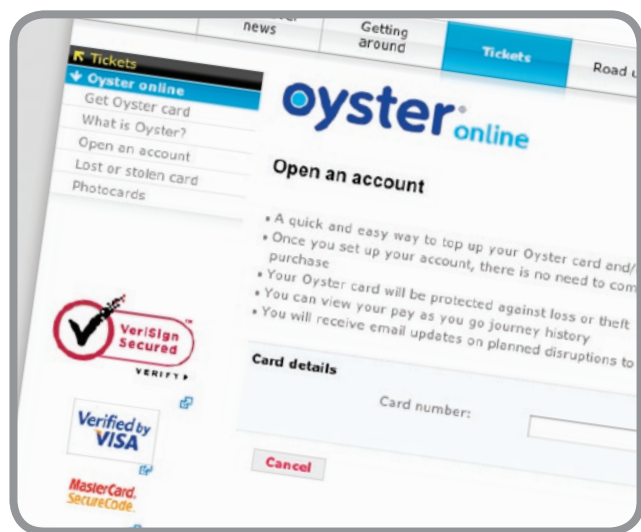 news
Getting
around
Tickets
Road
Tickets
Oyster online
Get Oyster card
What is Oyster?
Open an account
Lost or stolen card
Photocards
oyster online
Open an account
• A quick and easy way to top up your Oyster card and/
• Once you set up your account, there is no need to com
purchase
• Your Oyster card will be protected against loss or theft
• You can view your pay as you go journey history
• You will receive email updates on planned disruptions to
Card details
Card number:
Cancel
VeriSign
Secured
VERIFY
Verified by
VISA
MasterCard.
SecureCode.